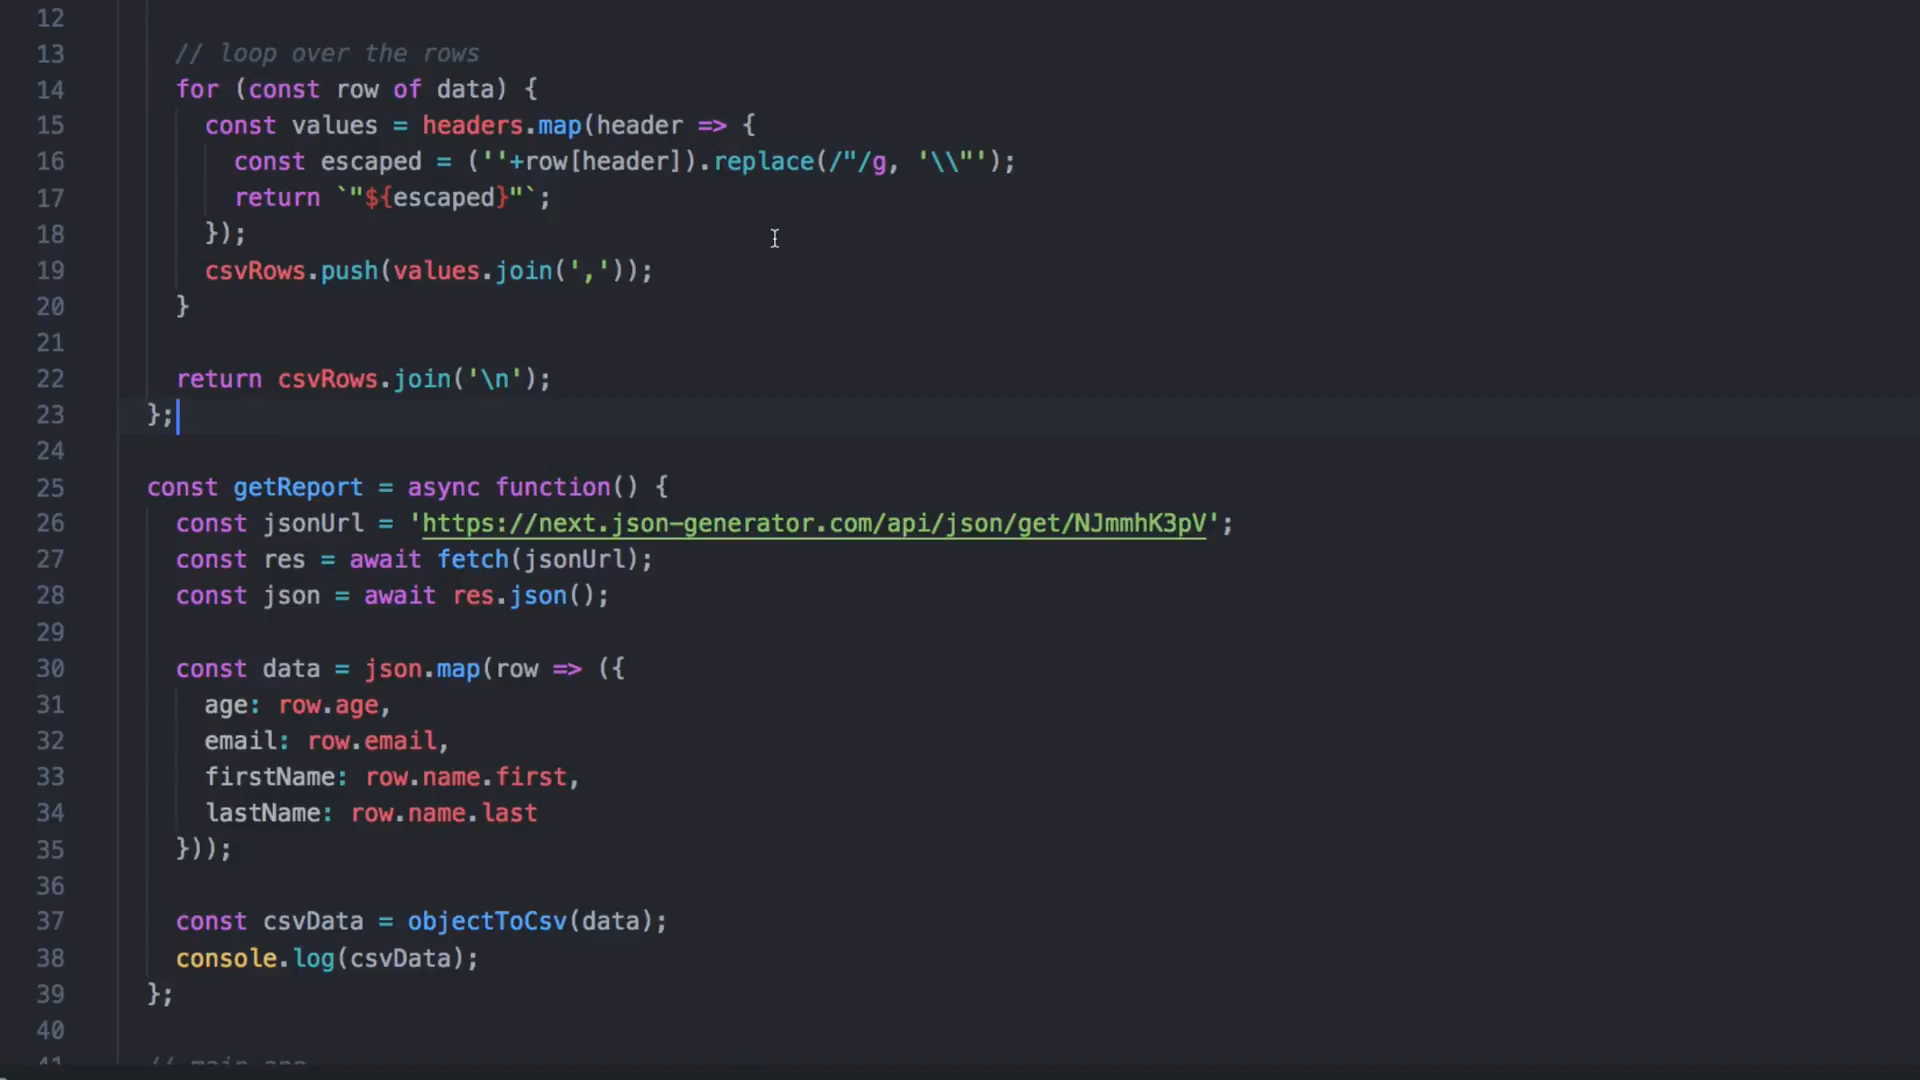 12
13 // loop over the rows
14 for (const row of data) {
15 const values = headers.map(header => {
16 const escaped = (''+row[header]).replace(/"/g, '\\"');
17 return `"${escaped}"`;
18 });
19 csvRows.push(values.join(','));
20 }
21
22 return csvRows.join('\n');
23 };
24
25 const getReport = async function() {
26 const jsonUrl = 'https://next.json-generator.com/api/json/get/NJmmhK3pV';
27 const res = await fetch(jsonUrl);
28 const json = await res.json();
29
30 const data = json.map(row => ({
31 age: row.age,
32 email: row.email,
33 firstName: row.name.first,
34 lastName: row.name.last
35 }));
36
37 const csvData = objectToCsv(data);
38 console.log(csvData);
39 };
40
41 // main app